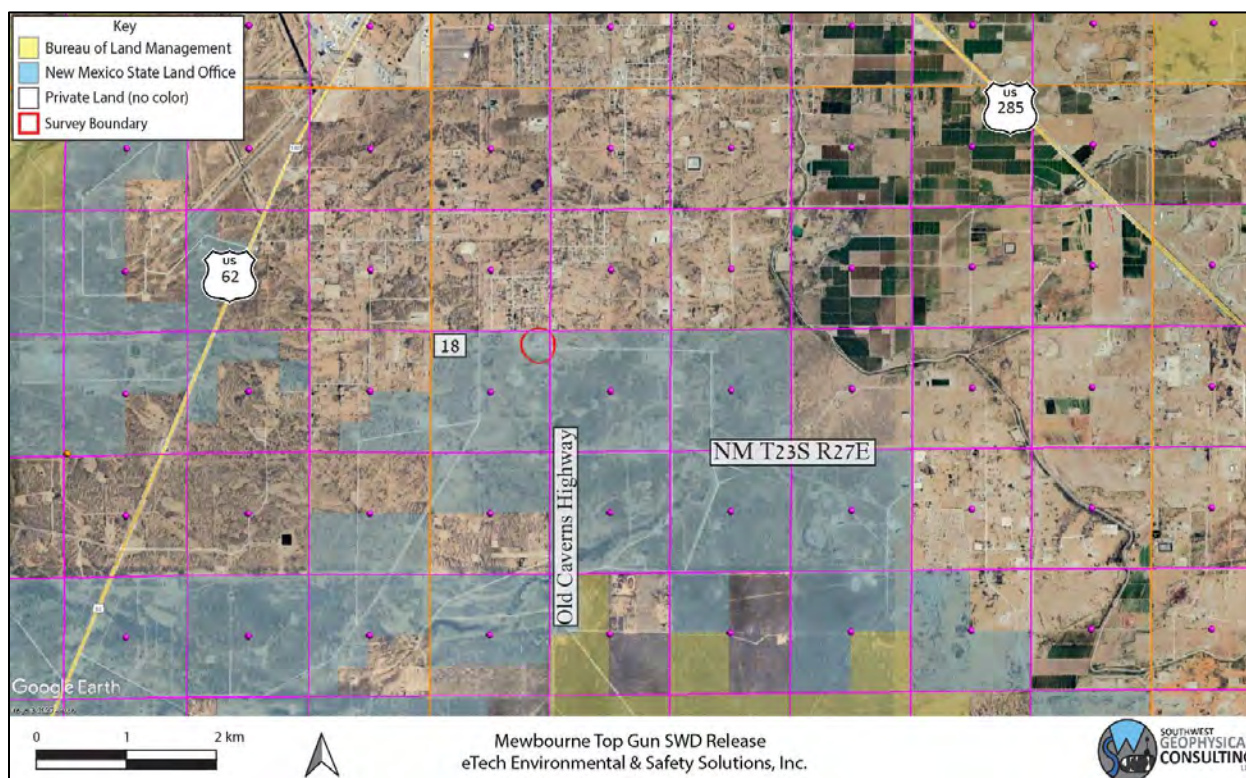 Key
Bureau of Land Management
New Mexico State Land Office
Private Land (no color)
Survey Boundary
US
285
US
62
18
NM T23S R27E
Old Caverns Highway
Google Earth
0 1 2 km
Mewbourne Top Gun SWD Release
eTech Environmental & Safety Solutions, Inc.
SOUTHWEST
GEOPHYSICAL
CONSULTING